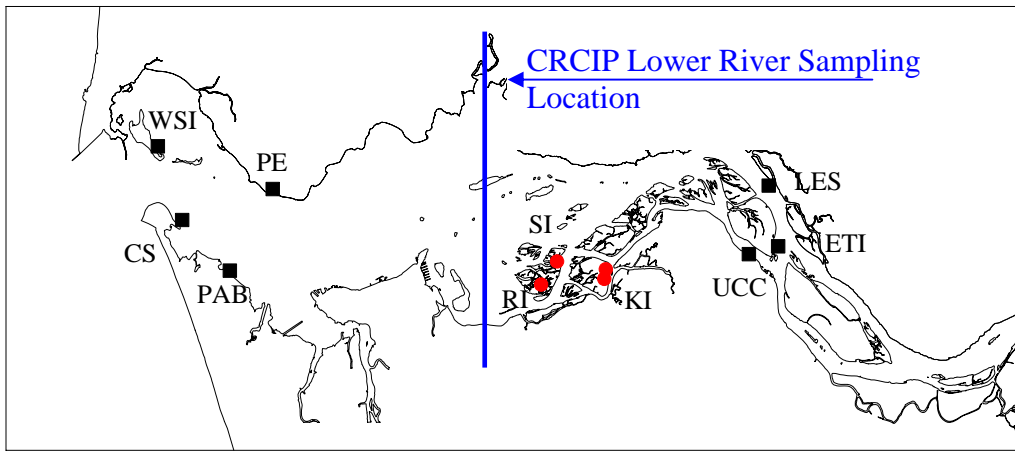 CRCIP Lower River Sampling
Location
WSI
PE
LES
SI
ETI
CS
UCC
PAB
RI
KI